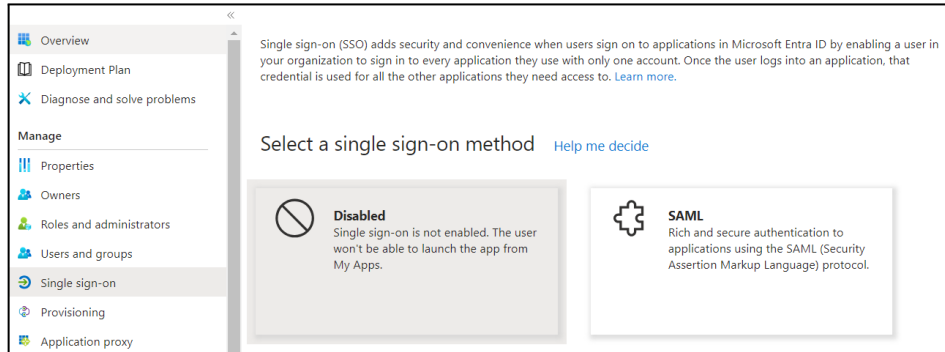 «
Overview
Deployment Plan
Diagnose and solve problems
Manage
Properties
Owners
Roles and administrators
Users and groups
Single sign-on
Provisioning
Application proxy
Single sign-on (SSO) adds security and convenience when users sign on to applications in Microsoft Entra ID by enabling a user in
your organization to sign in to every application they use with only one account. Once the user logs into an application, that
credential is used for all the other applications they need access to. Learn more.
Select a single sign-on method Help me decide
Disabled
Single sign-on is not enabled. The user
won't be able to launch the app from
My Apps.
SAML
Rich and secure authentication to
applications using the SAML (Security
Assertion Markup Language) protocol.